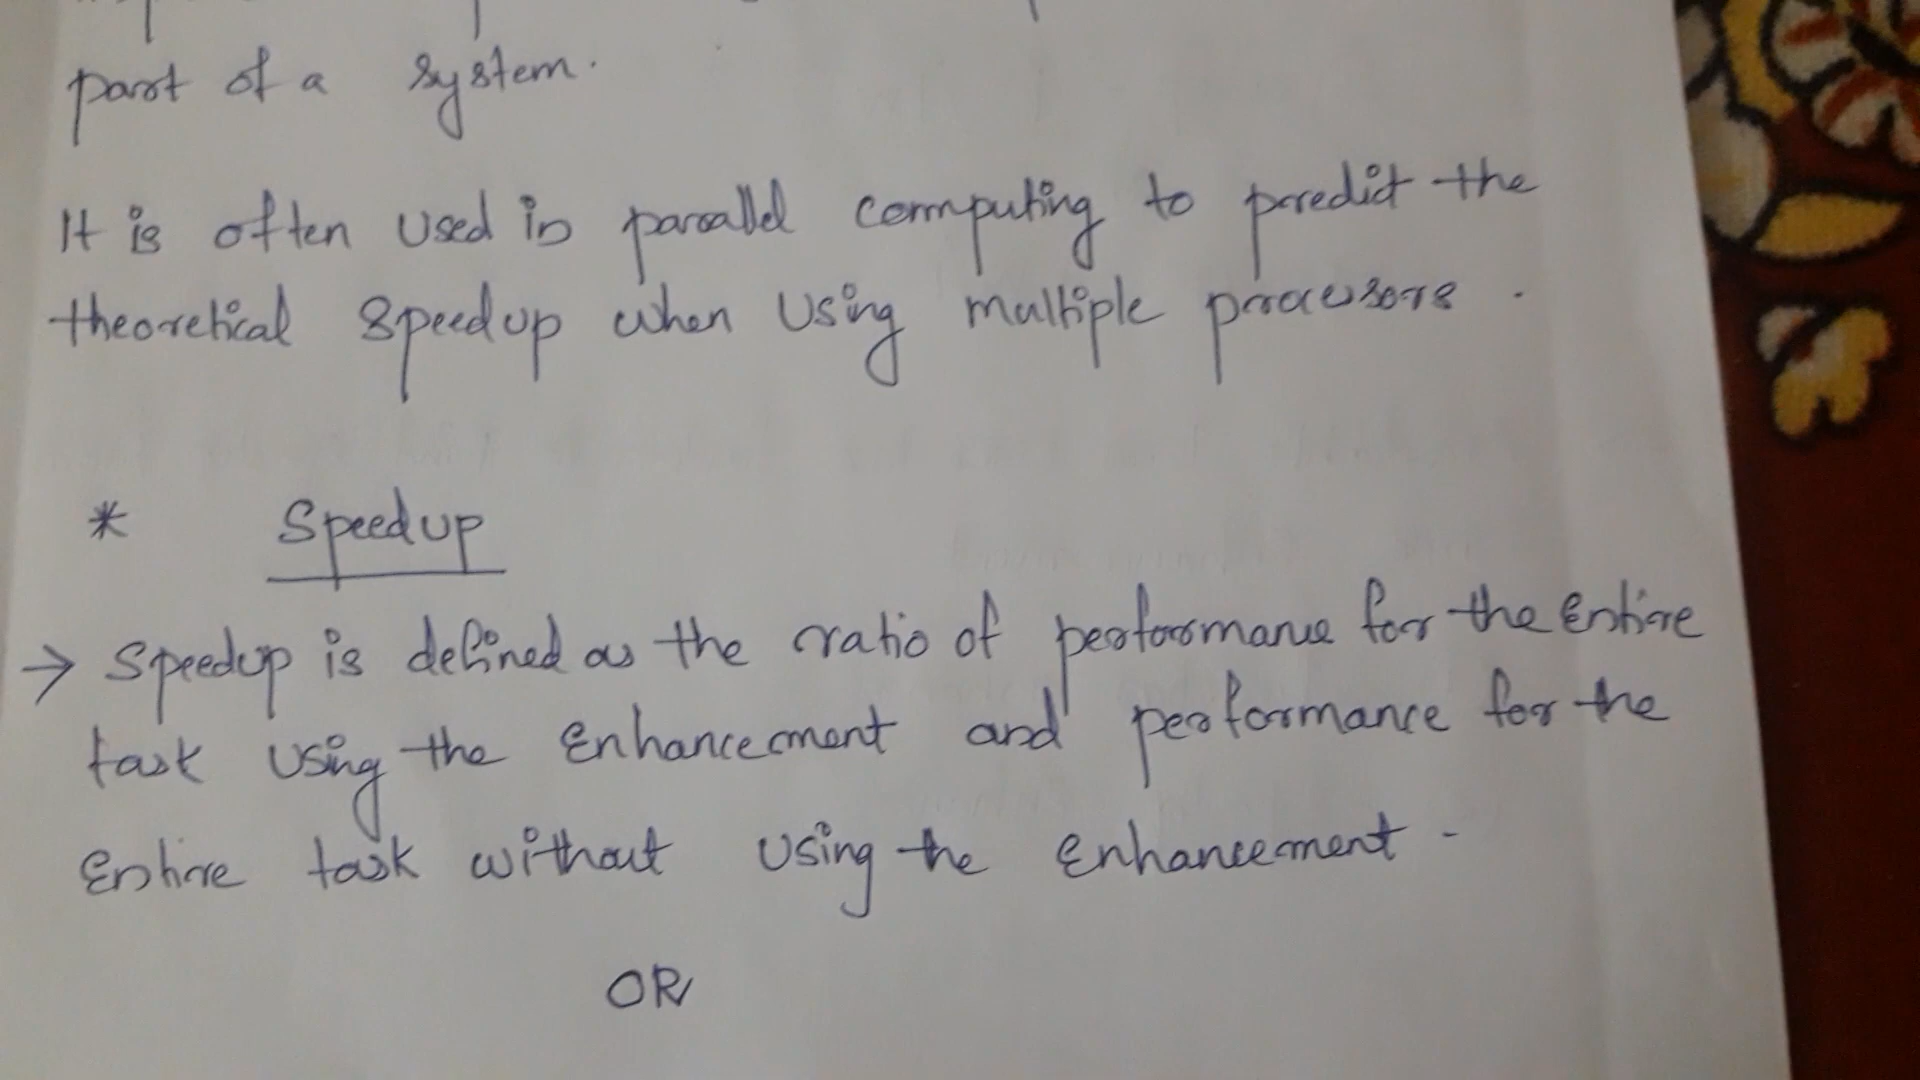 part of a system.
It is often used in parallel computing to predict the
theoretical speedup when using multiple processors.
* Speedup
→ Speedup is defined as the ratio of performance for the Entire
task using the Enhancement and performance for the
Entire task without using the Enhancement.
OR